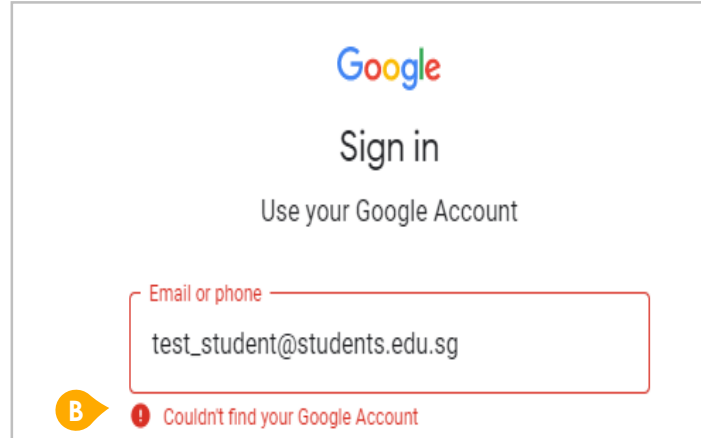 Google
Sign in
Use your Google Account
Email or phone
test_student@students.edu.sg
B
Couldn't find your Google Account